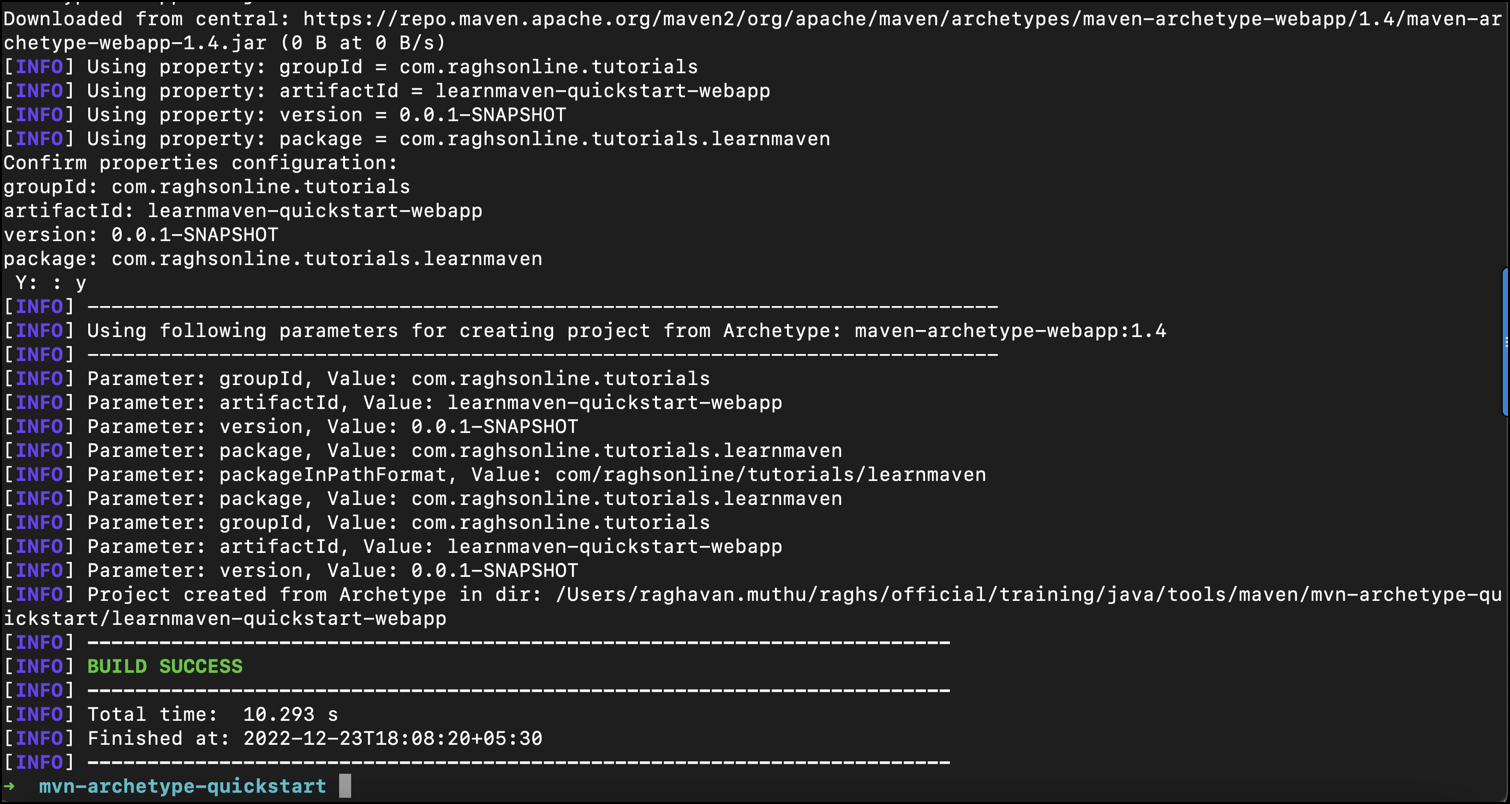 Downloaded from central: https://repo.maven.apache.org/maven2/org/apache/maven/archetypes/maven-archetype-webapp/1.4/maven-ar
chetype-webapp-1.4.jar (0 B at 0 B/s)
[INFO] Using property: groupId = com.raghsonline.tutorials
[INFO] Using property: artifactId = learnmaven-quickstart-webapp
[INFO] Using property: version = 0.0.1-SNAPSHOT
[INFO] Using property: package = com.raghsonline.tutorials.learnmaven
Confirm properties configuration:
groupId: com.raghsonline.tutorials
artifactId: learnmaven-quickstart-webapp
version: 0.0.1-SNAPSHOT
package: com.raghsonline.tutorials.learnmaven
 Y: : y
[INFO] ----------------------------------------------------------------------------
[INFO] Using following parameters for creating project from Archetype: maven-archetype-webapp:1.4
[INFO] ----------------------------------------------------------------------------
[INFO] Parameter: groupId, Value: com.raghsonline.tutorials
[INFO] Parameter: artifactId, Value: learnmaven-quickstart-webapp
[INFO] Parameter: version, Value: 0.0.1-SNAPSHOT
[INFO] Parameter: package, Value: com.raghsonline.tutorials.learnmaven
[INFO] Parameter: packageInPathFormat, Value: com/raghsonline/tutorials/learnmaven
[INFO] Parameter: package, Value: com.raghsonline.tutorials.learnmaven
[INFO] Parameter: groupId, Value: com.raghsonline.tutorials
[INFO] Parameter: artifactId, Value: learnmaven-quickstart-webapp
[INFO] Parameter: version, Value: 0.0.1-SNAPSHOT
[INFO] Project created from Archetype in dir: /Users/raghavan.muthu/raghs/official/training/java/tools/maven/mvn-archetype-qu
ickstart/learnmaven-quickstart-webapp
[INFO] ------------------------------------------------------------------------
[INFO] BUILD SUCCESS
[INFO] ------------------------------------------------------------------------
[INFO] Total time:  10.293 s
[INFO] Finished at: 2022-12-23T18:08:20+05:30
[INFO] ------------------------------------------------------------------------
➜  mvn-archetype-quickstart